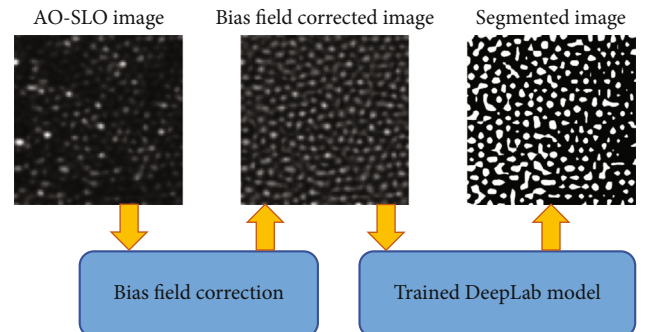 AO-SLO image
Bias field corrected image
Segmented image
Bias field correction
Trained DeepLab model